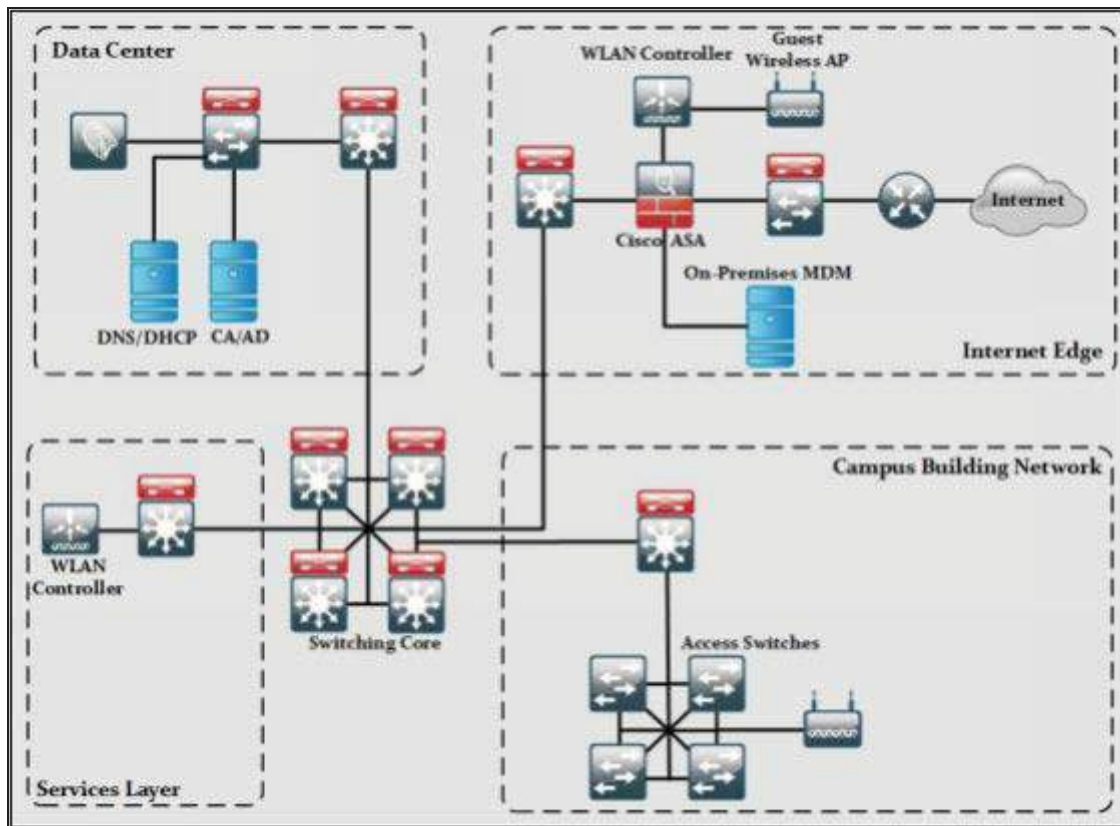 Data Center
DNS/DHCP
CA/AD
WLAN Controller
Guest
Wireless AP
Cisco ASA
Internet
On-Premises MDM
Internet Edge
WLAN
Controller
Services Layer
Switching Core
Campus Building Network
Access Switches